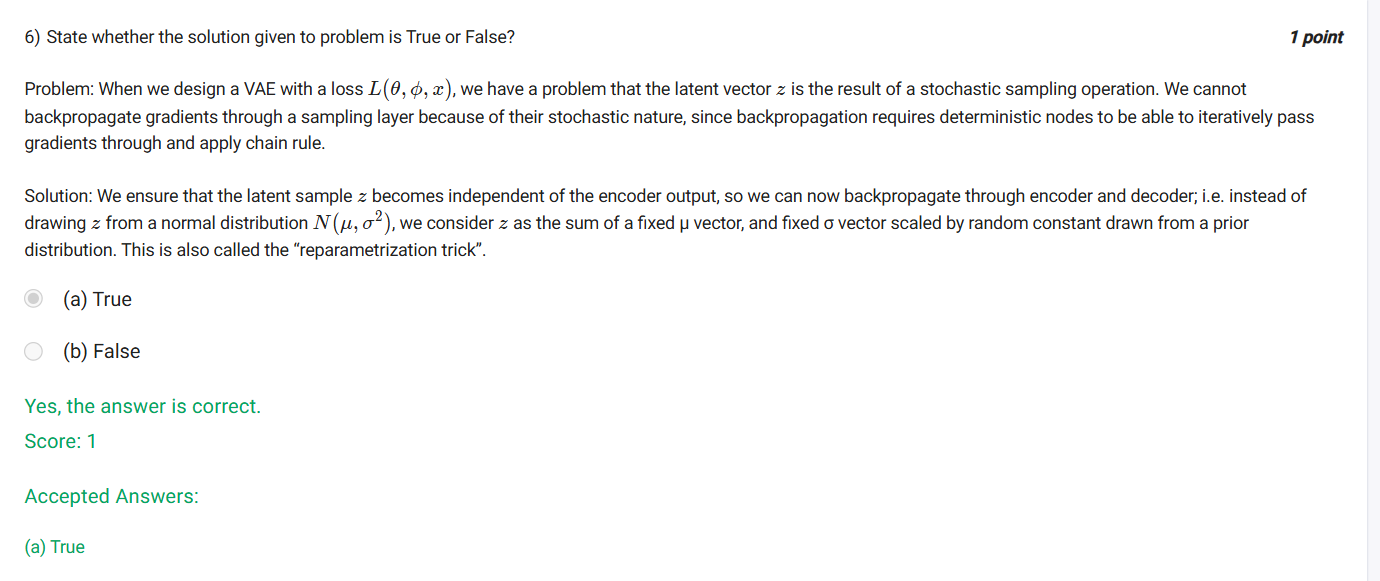 6) State whether the solution given to problem is True or False?
1 point
Problem: When we design a VAE with a loss L(θ, ϕ, x), we have a problem that the latent vector z is the result of a stochastic sampling operation. We cannot
backpropagate gradients through a sampling layer because of their stochastic nature, since backpropagation requires deterministic nodes to be able to iteratively pass
gradients through and apply chain rule.
Solution: We ensure that the latent sample z becomes independent of the encoder output, so we can now backpropagate through encoder and decoder; i.e. instead of
drawing z from a normal distribution N(μ, σ²), we consider z as the sum of a fixed μ vector, and fixed σ vector scaled by random constant drawn from a prior
distribution. This is also called the “reparametrization trick”.
(a) True
(b) False
Yes, the answer is correct.
Score: 1
Accepted Answers:
(a) True